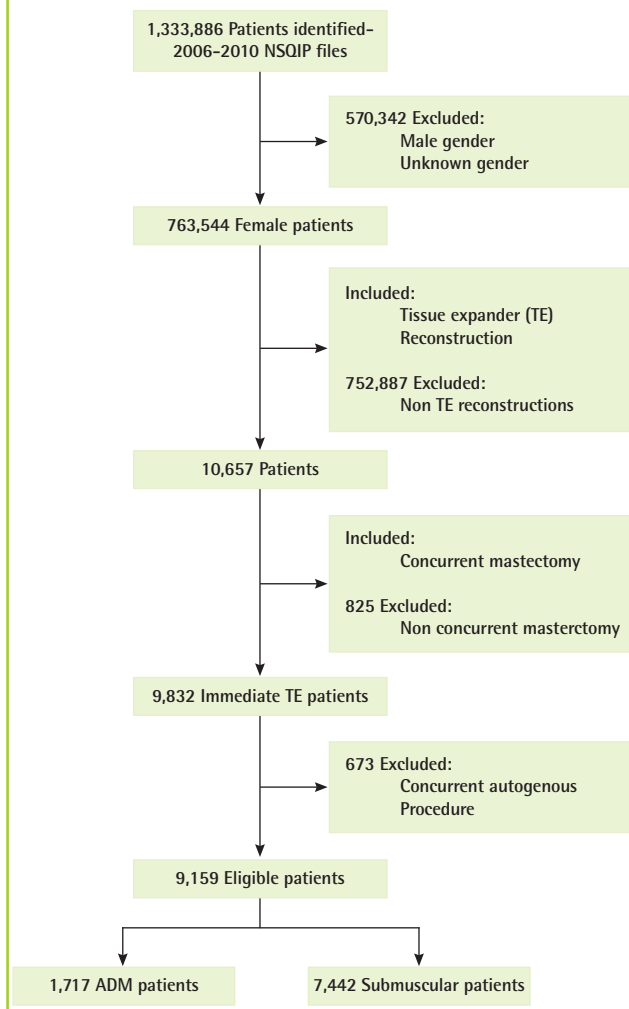 1,333,886 Patients identified-
2006-2010 NSQIP files
570,342 Excluded:
Male gender
Unknown gender
763,544 Female patients
Included:
Tissue expander (TE)
Reconstruction
752,887 Excluded:
Non TE reconstructions
10,657 Patients
Included:
Concurrent mastectomy
825 Excluded:
Non concurrent masterctomy
9,832 Immediate TE patients
673 Excluded:
Concurrent autogenous
Procedure
9,159 Eligible patients
1,717 ADM patients
7,442 Submuscular patients